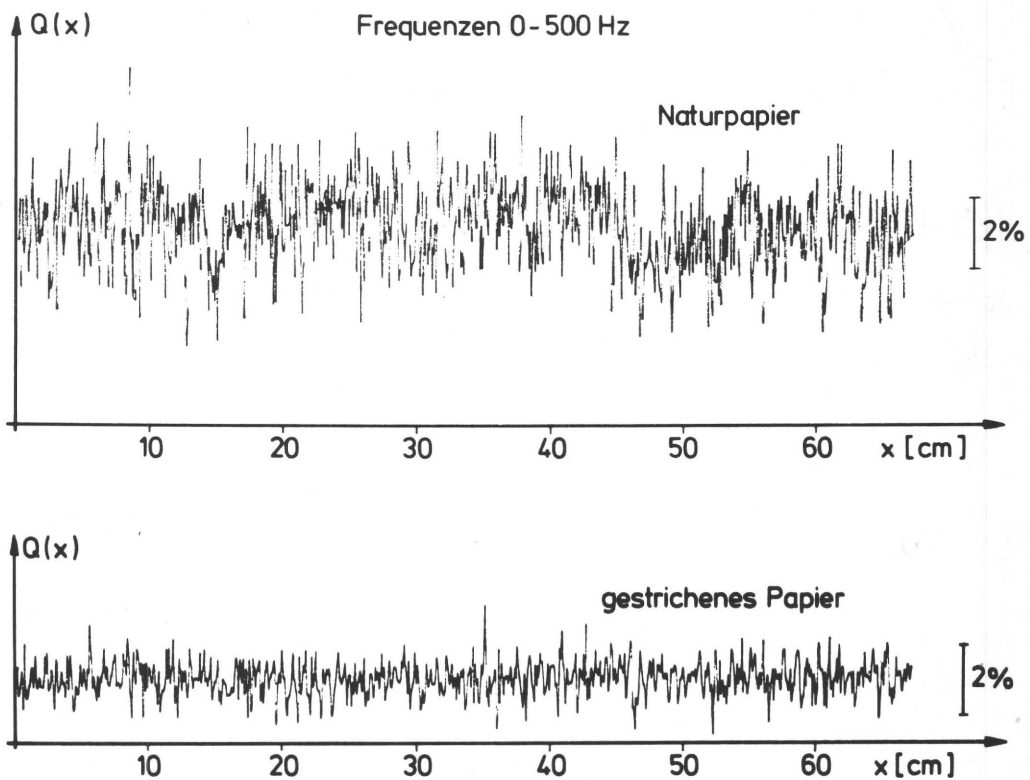 Q(x)
Frequenzen 0-500 Hz
Naturpapier
2%
10 20 30 40 50 60 x [cm]
Q(x)
gestrichenes Papier
2%
10 20 30 40 50 60 x [cm]